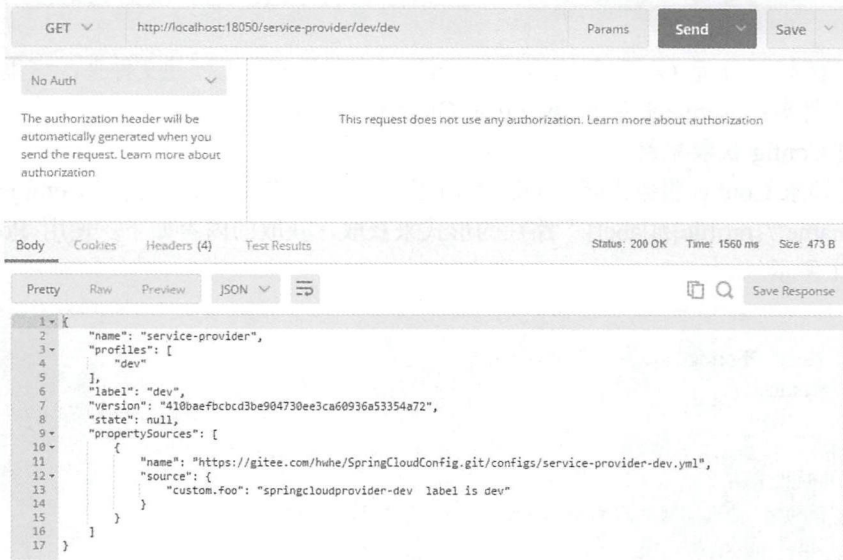 GET http://localhost:18050/service-provider/dev/dev Params Send Save
No Auth
The authorization header will be
automatically generated when you
send the request. Learn more about
authorization
This request does not use any authorization. Learn more about authorization
Body Cookies Headers (4) Test Results Status: 200 OK Time: 1560 ms Size: 473 B
Pretty Raw Preview JSON Save Response
1 {
2 "name": "service-provider",
3 "profiles": [
4 "dev"
5 ],
6 "label": "dev",
7 "version": "410baefbcbcd3be904730ee3ca60936a53354a72",
8 "state": null,
9 "propertySources": [
10 {
11 "name": "https://gitee.com/hwhe/SpringCloudConfig.git/configs/service-provider-dev.yml",
12 "source": {
13 "custom.foo": "springcloudprovider-dev label is dev"
14 }
15 }
16 ]
17 }